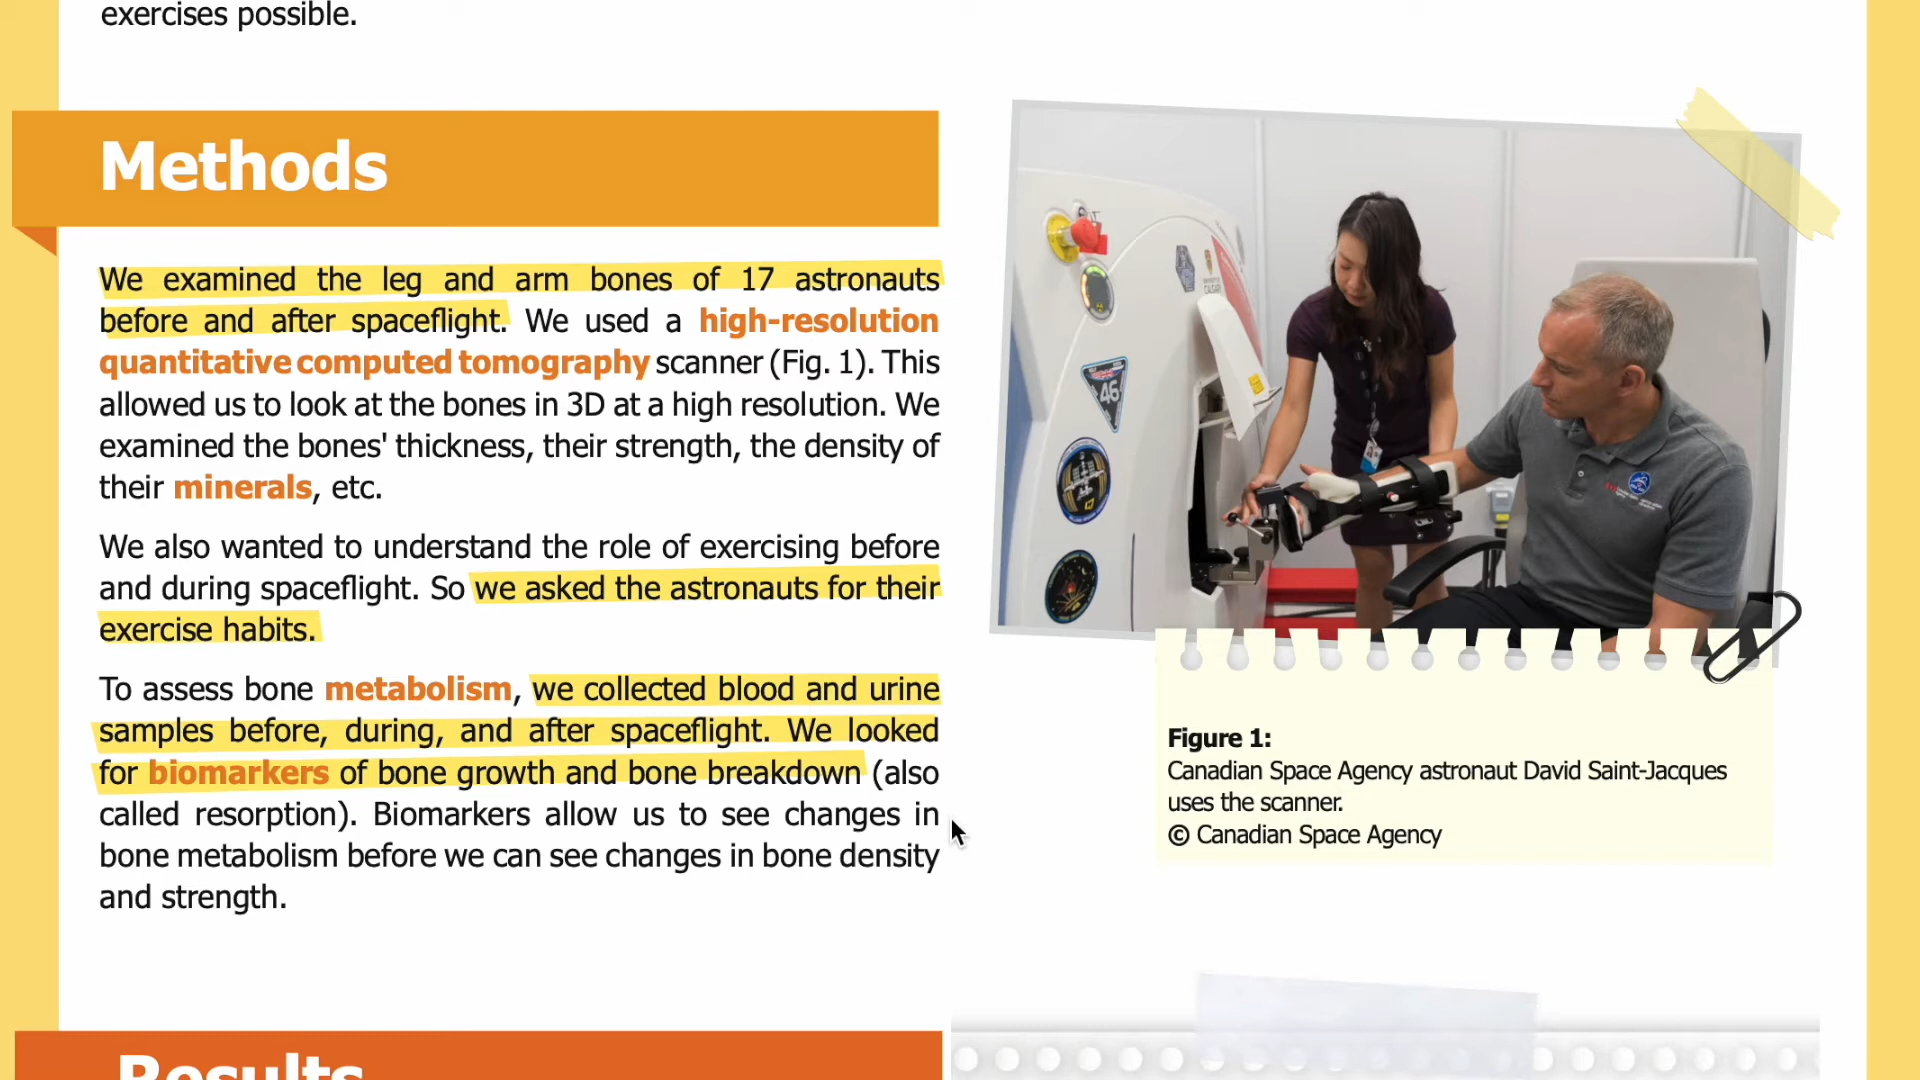 exercises possible.
Methods
We examined the leg and arm bones of 17 astronauts
before and after spaceflight. We used a high-resolution
quantitative computed tomography scanner (Fig. 1). This
allowed us to look at the bones in 3D at a high resolution. We
examined the bones' thickness, their strength, the density of
their minerals, etc.
We also wanted to understand the role of exercising before
and during spaceflight. So we asked the astronauts for their
exercise habits.
To assess bone metabolism, we collected blood and urine
samples before, during, and after spaceflight. We looked
for biomarkers of bone growth and bone breakdown (also
called resorption). Biomarkers allow us to see changes in
bone metabolism before we can see changes in bone density
and strength.
46
Figure 1:
Canadian Space Agency astronaut David Saint-Jacques
uses the scanner.
© Canadian Space Agency
Results